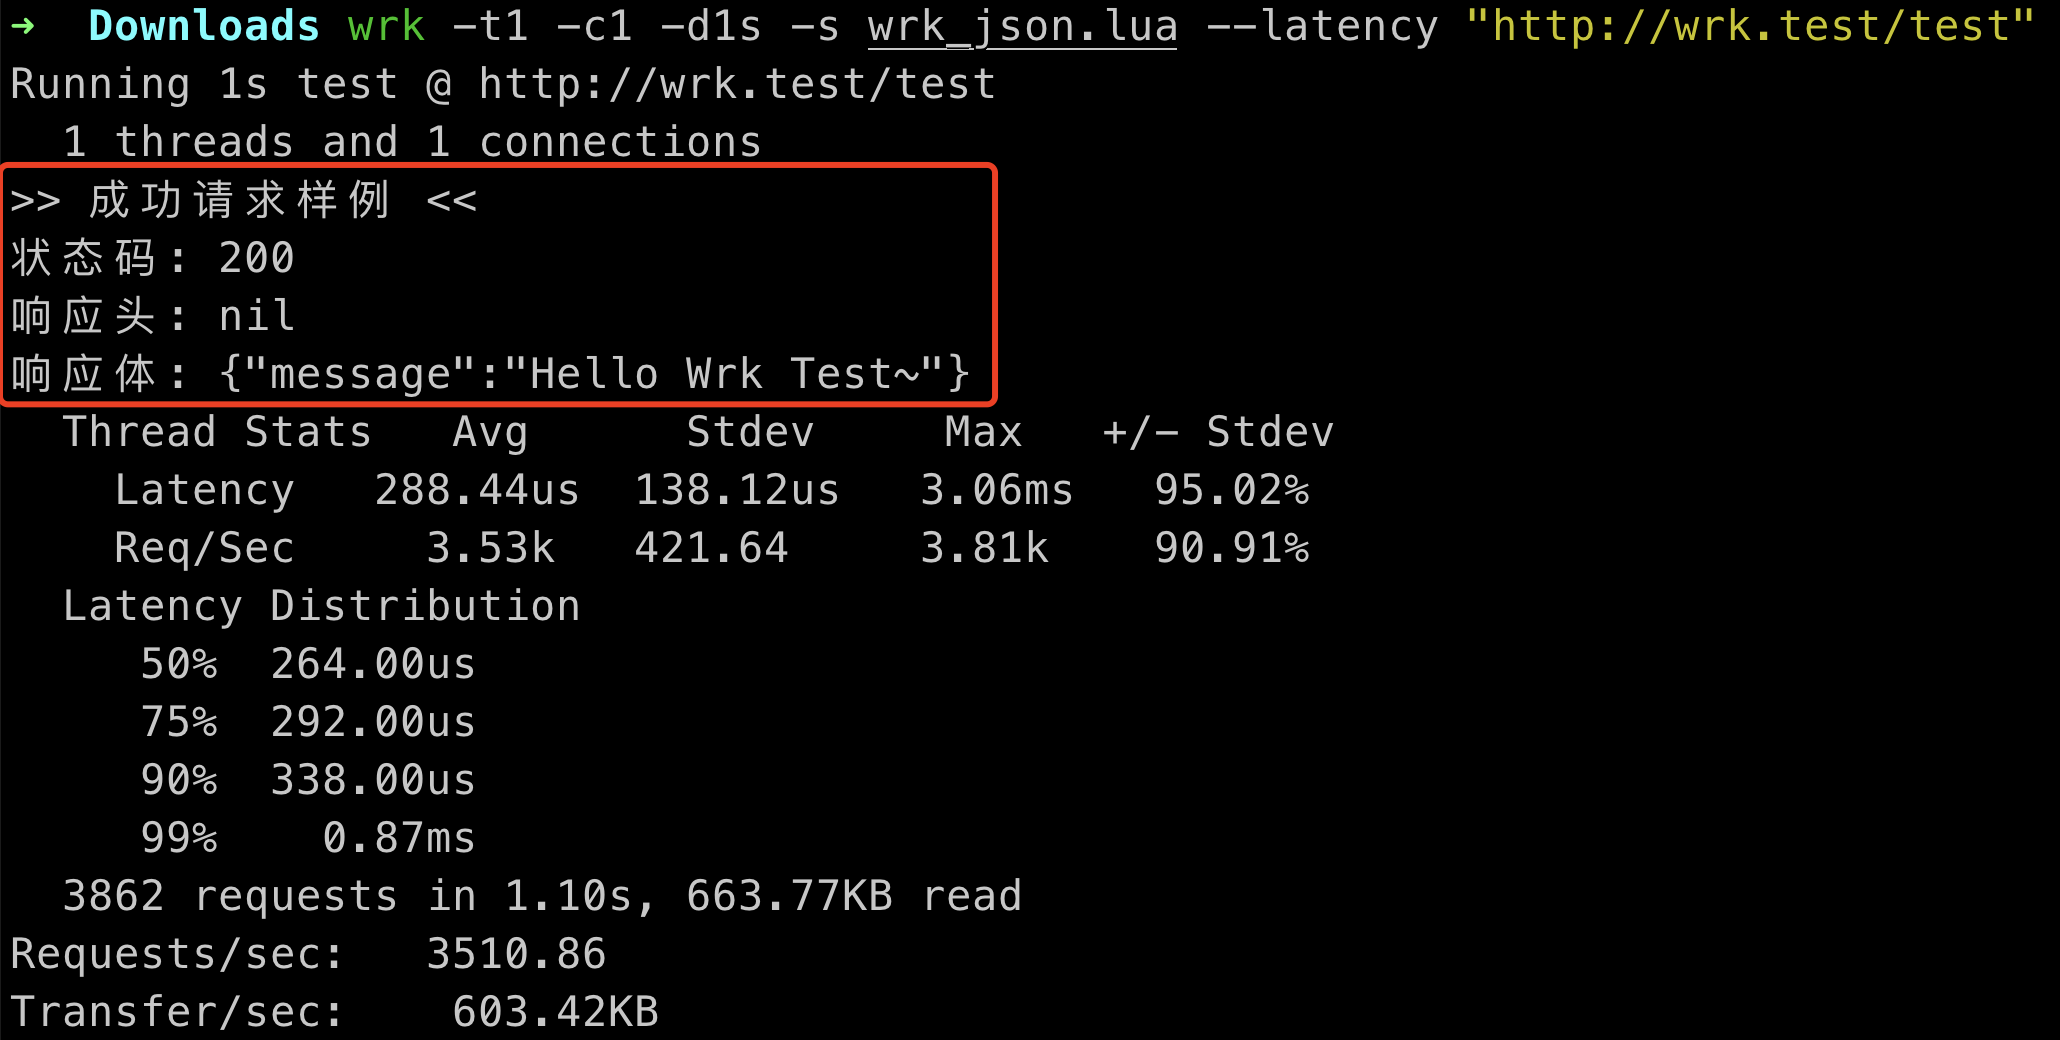 ➜  Downloads wrk -t1 -c1 -d1s -s wrk_json.lua --latency "http://wrk.test/test"
Running 1s test @ http://wrk.test/test
  1 threads and 1 connections
>> 成功请求样例 <<
状态码: 200
响应头: nil
响应体: {"message":"Hello Wrk Test~"}
  Thread Stats   Avg      Stdev     Max   +/- Stdev
    Latency   288.44us  138.12us   3.06ms   95.02%
    Req/Sec     3.53k   421.64     3.81k    90.91%
  Latency Distribution
     50%  264.00us
     75%  292.00us
     90%  338.00us
     99%    0.87ms
  3862 requests in 1.10s, 663.77KB read
Requests/sec:   3510.86
Transfer/sec:    603.42KB